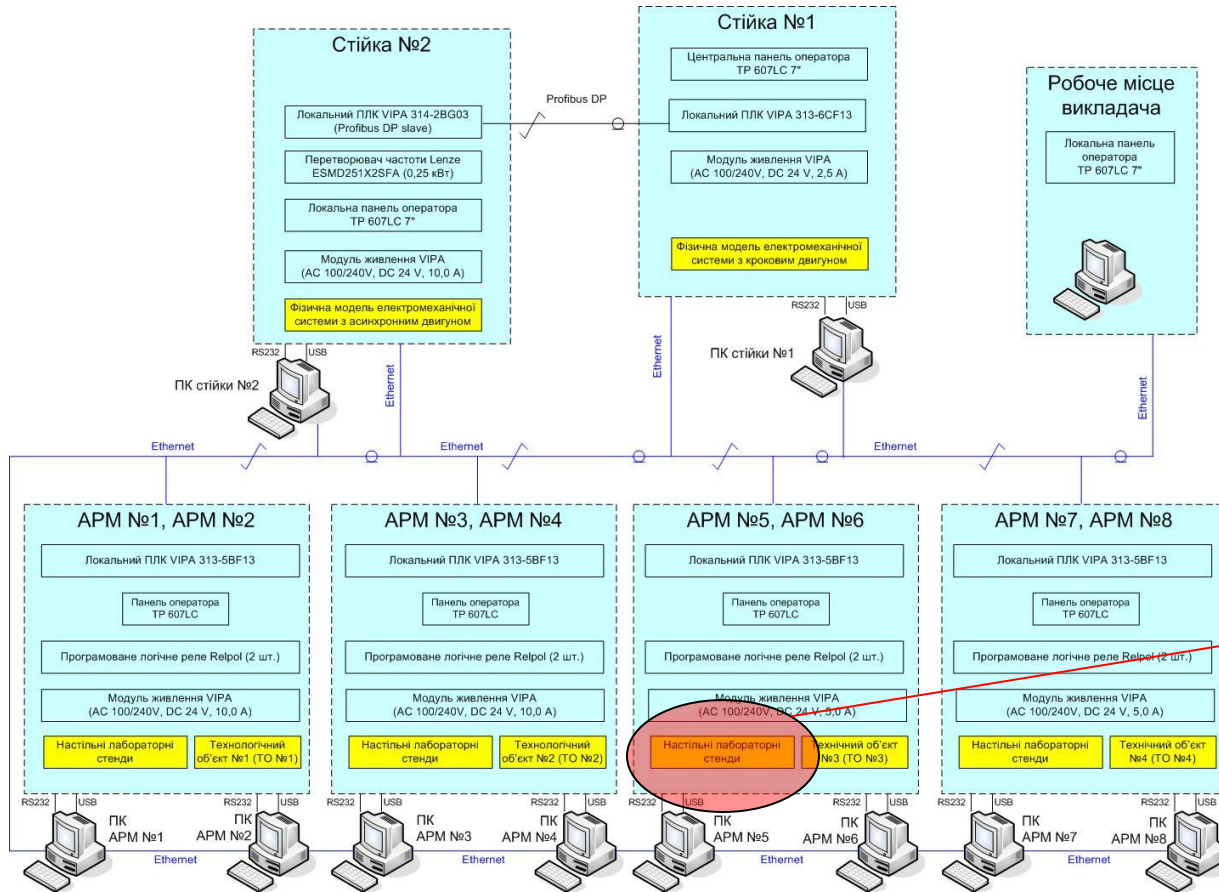 Стійка №2
Локальний ПЛК VIPA 314-2BG03
(Profibus DP slave)
Перетворювач частоти Lenze
ESMD251X2SFA (0,25 кВт)
Локальна панель оператора
TP 607LC 7"
Модуль живлення VIPA
(AC 100/240V, DC 24 V, 10,0 A)
Фізична модель електромеханічної
системи з асинхронним двигуном
RS232
USB
ПК стійки №2
Ethernet
Profibus DP
Стійка №1
Центральна панель оператора
TP 607LC 7"
Локальний ПЛК VIPA 313-6CF13
Модуль живлення VIPA
(AC 100/240V, DC 24 V, 2,5 A)
Фізична модель електромеханічної
системи з кроковим двигуном
RS232
USB
ПК стійки №1
Ethernet
Робоче місце
викладача
Локальна панель
оператора
TP 607LC 7"
Ethernet
Ethernet
Ethernet
Ethernet
Ethernet
АРМ №1, АРМ №2
Локальний ПЛК VIPA 313-5BF13
Панель оператора
TP 607LC
Програмоване логічне реле Relpol (2 шт.)
Модуль живлення VIPA
(AC 100/240V, DC 24 V, 10,0 A)
Настільні лабораторні
стенди
Технологічний
об'єкт №1 (ТО №1)
RS232
USB
RS232
USB
ПК
АРМ №1
ПК
АРМ №2
Ethernet
АРМ №3, АРМ №4
Локальний ПЛК VIPA 313-5BF13
Панель оператора
TP 607LC
Програмоване логічне реле Relpol (2 шт.)
Модуль живлення VIPA
(AC 100/240V, DC 24 V, 10,0 A)
Настільні лабораторні
стенди
Технологічний
об'єкт №2 (ТО №2)
RS232
USB
RS232
USB
ПК
АРМ №3
ПК
АРМ №4
Ethernet
АРМ №5, АРМ №6
Локальний ПЛК VIPA 313-5BF13
Панель оператора
TP 607LC
Програмоване логічне реле Relpol (2 шт.)
Модуль живлення VIPA
(AC 100/240V, DC 24 V, 5,0 A)
Настільні лабораторні
стенди
Технічний об'єкт
№3 (ТО №3)
RS232
USB
RS232
USB
ПК
АРМ №5
ПК
АРМ №6
Ethernet
АРМ №7, АРМ №8
Локальний ПЛК VIPA 313-5BF13
Панель оператора
TP 607LC
Програмоване логічне реле Relpol (2 шт.)
Модуль живлення VIPA
(AC 100/240V, DC 24 V, 5,0 A)
Настільні лабораторні
стенди
Технічний об'єкт
№4 (ТО №4)
RS232
USB
RS232
USB
ПК
АРМ №7
ПК
АРМ №8
Ethernet